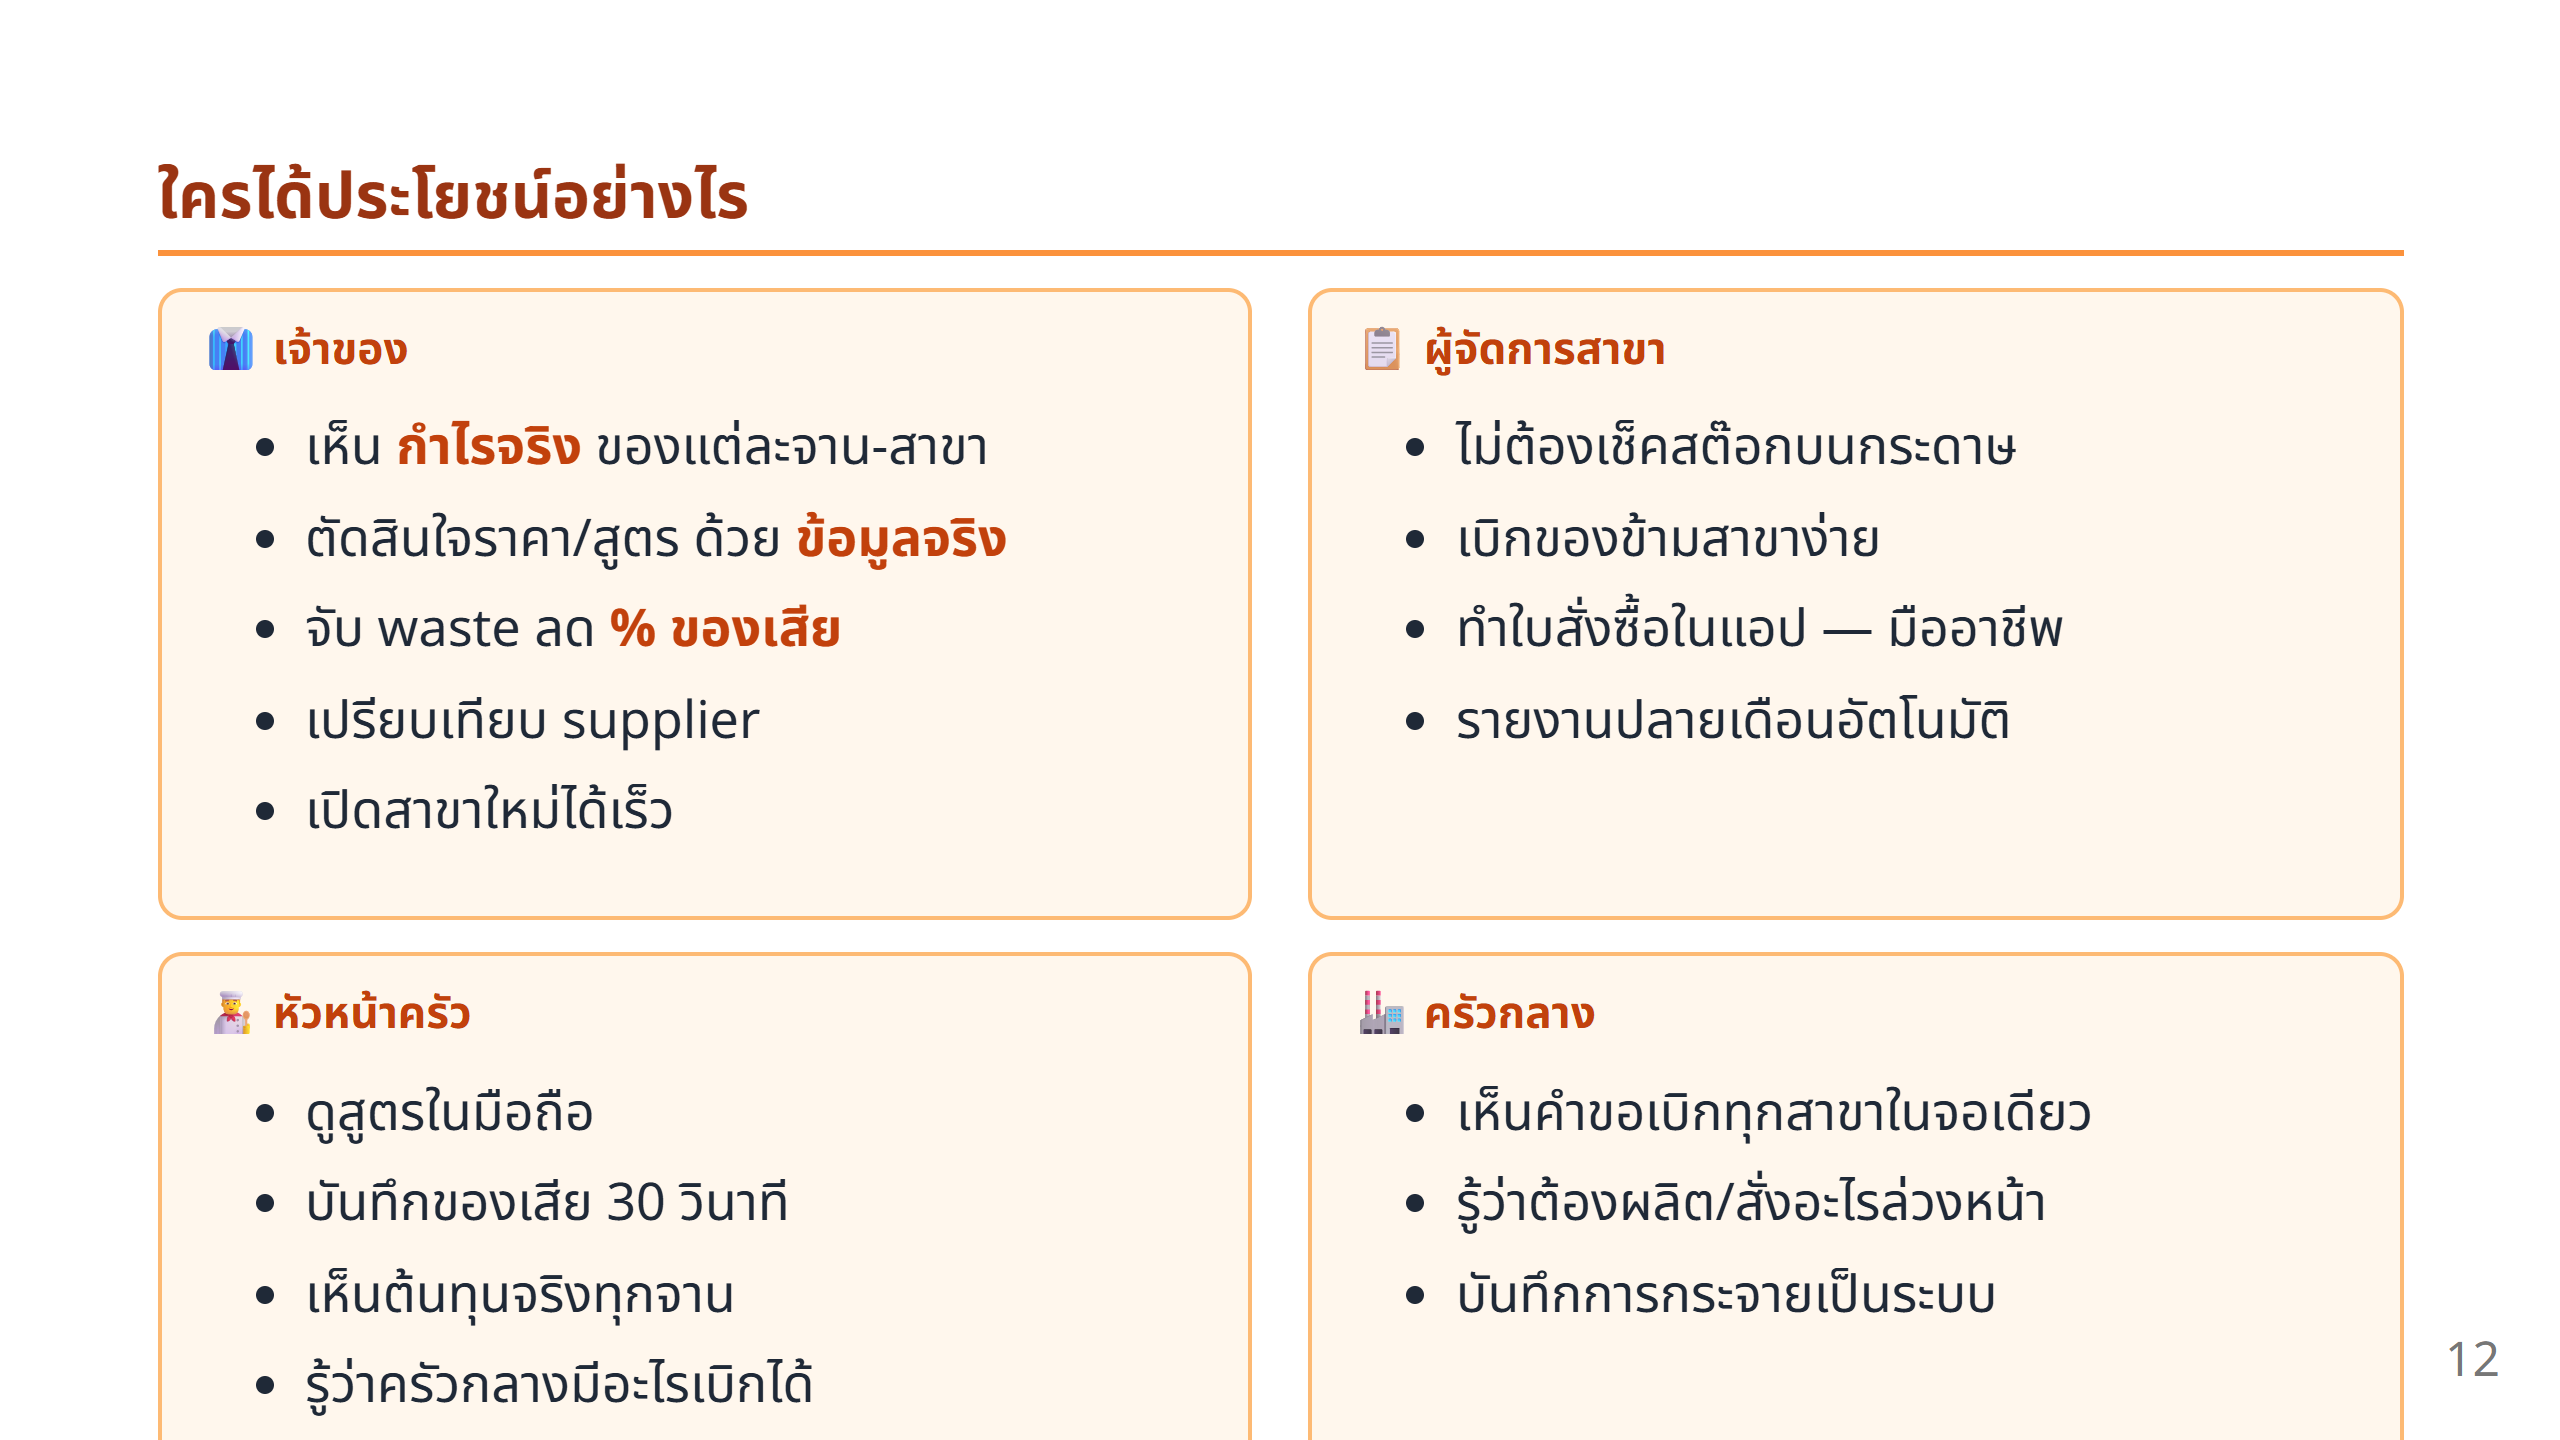 ใครได้ประโยชน์อย่างไร
👔 เจ้าของ
• เห็น กำไรจริง ของแต่ละจาน-สาขา
• ตัดสินใจราคา/สูตร ด้วย ข้อมูลจริง
• จับ waste ลด % ของเสีย
• เปรียบเทียบ supplier
• เปิดสาขาใหม่ได้เร็ว
📋 ผู้จัดการสาขา
• ไม่ต้องเช็คสต๊อกบนกระดาษ
• เบิกของข้ามสาขาง่าย
• ทำใบสั่งซื้อในแอป — มืออาชีพ
• รายงานปลายเดือนอัตโนมัติ
🧑‍🍳 หัวหน้าครัว
• ดูสูตรในมือถือ
• บันทึกของเสีย 30 วินาที
• เห็นต้นทุนจริงทุกจาน
• รู้ว่าครัวกลางมีอะไรเบิกได้
🏭 ครัวกลาง
• เห็นคำขอเบิกทุกสาขาในจอเดียว
• รู้ว่าต้องผลิต/สั่งอะไรล่วงหน้า
• บันทึกการกระจายเป็นระบบ
12